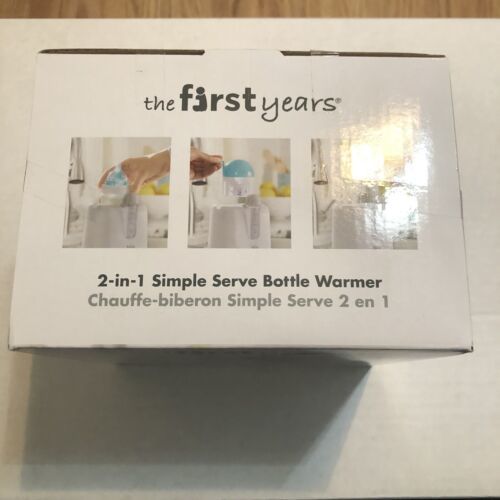 the first years®
2-in-1 Simple Serve Bottle Warmer
Chauffe-biberon Simple Serve 2 en 1